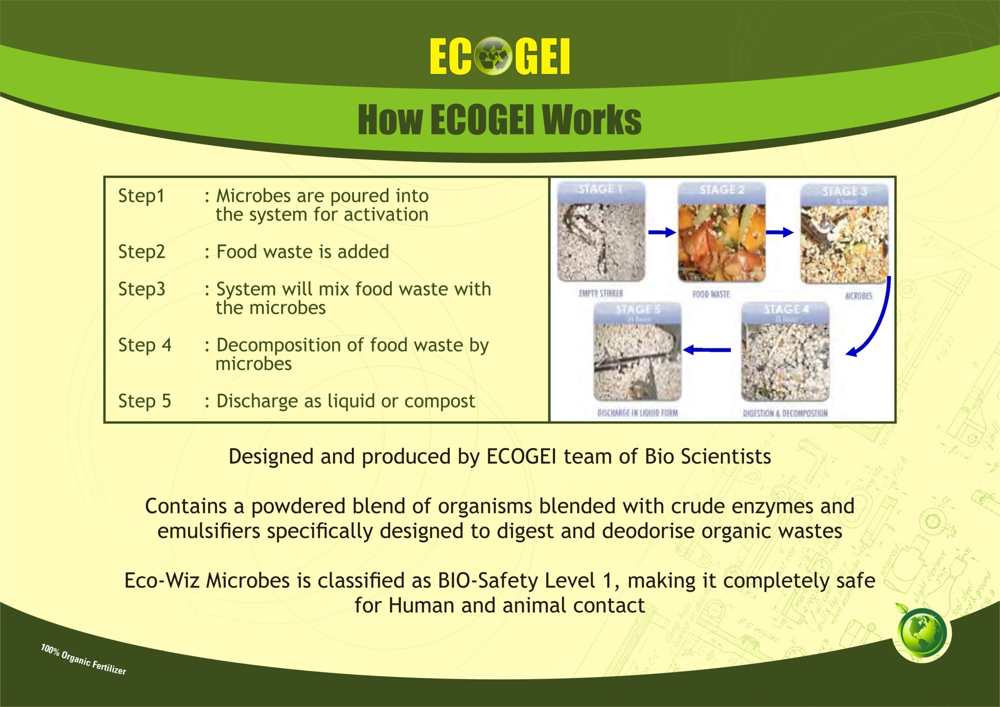 ECOGEI
How ECOGEI Works
Step1 : Microbes are poured into
the system for activation
Step2 : Food waste is added
Step3 : System will mix food waste with
the microbes
Step 4 : Decomposition of food waste by
microbes
Step 5 : Discharge as liquid or compost
STAGE 1
EMPTY STIRRER
STAGE 2
FOOD WASTE
STAGE 3
hours
MICROBES
STAGE 4
15 hours
DIGESTION & DECOMPOSTION
STAGE 5
24 hours
DISCHARGE IN LIQUID FORM
Designed and produced by ECOGEI team of Bio Scientists
Contains a powdered blend of organisms blended with crude enzymes and
emulsifiers specifically designed to digest and deodorise organic wastes
Eco-Wiz Microbes is classified as BIO-Safety Level 1, making it completely safe
for Human and animal contact
100% Organic Fertilizer